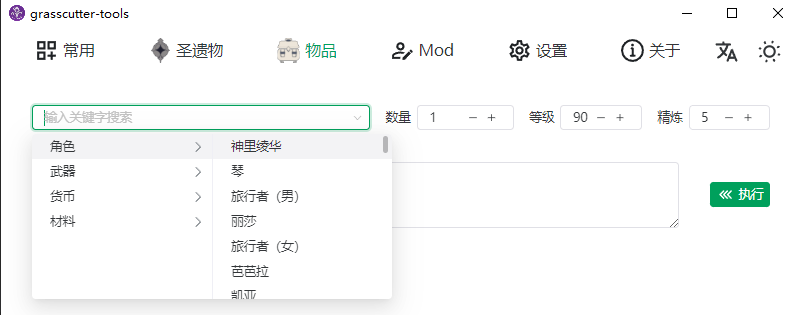 grasscutter-tools
常用 圣遗物 物品 Mod 设置 关于
输入关键字搜索 数量 1 等级 90 精炼 5
角色 神里绫华
武器 琴
货币 旅行者（男）
材料 丽莎
旅行者（女）
芭芭拉
凯亚
执行